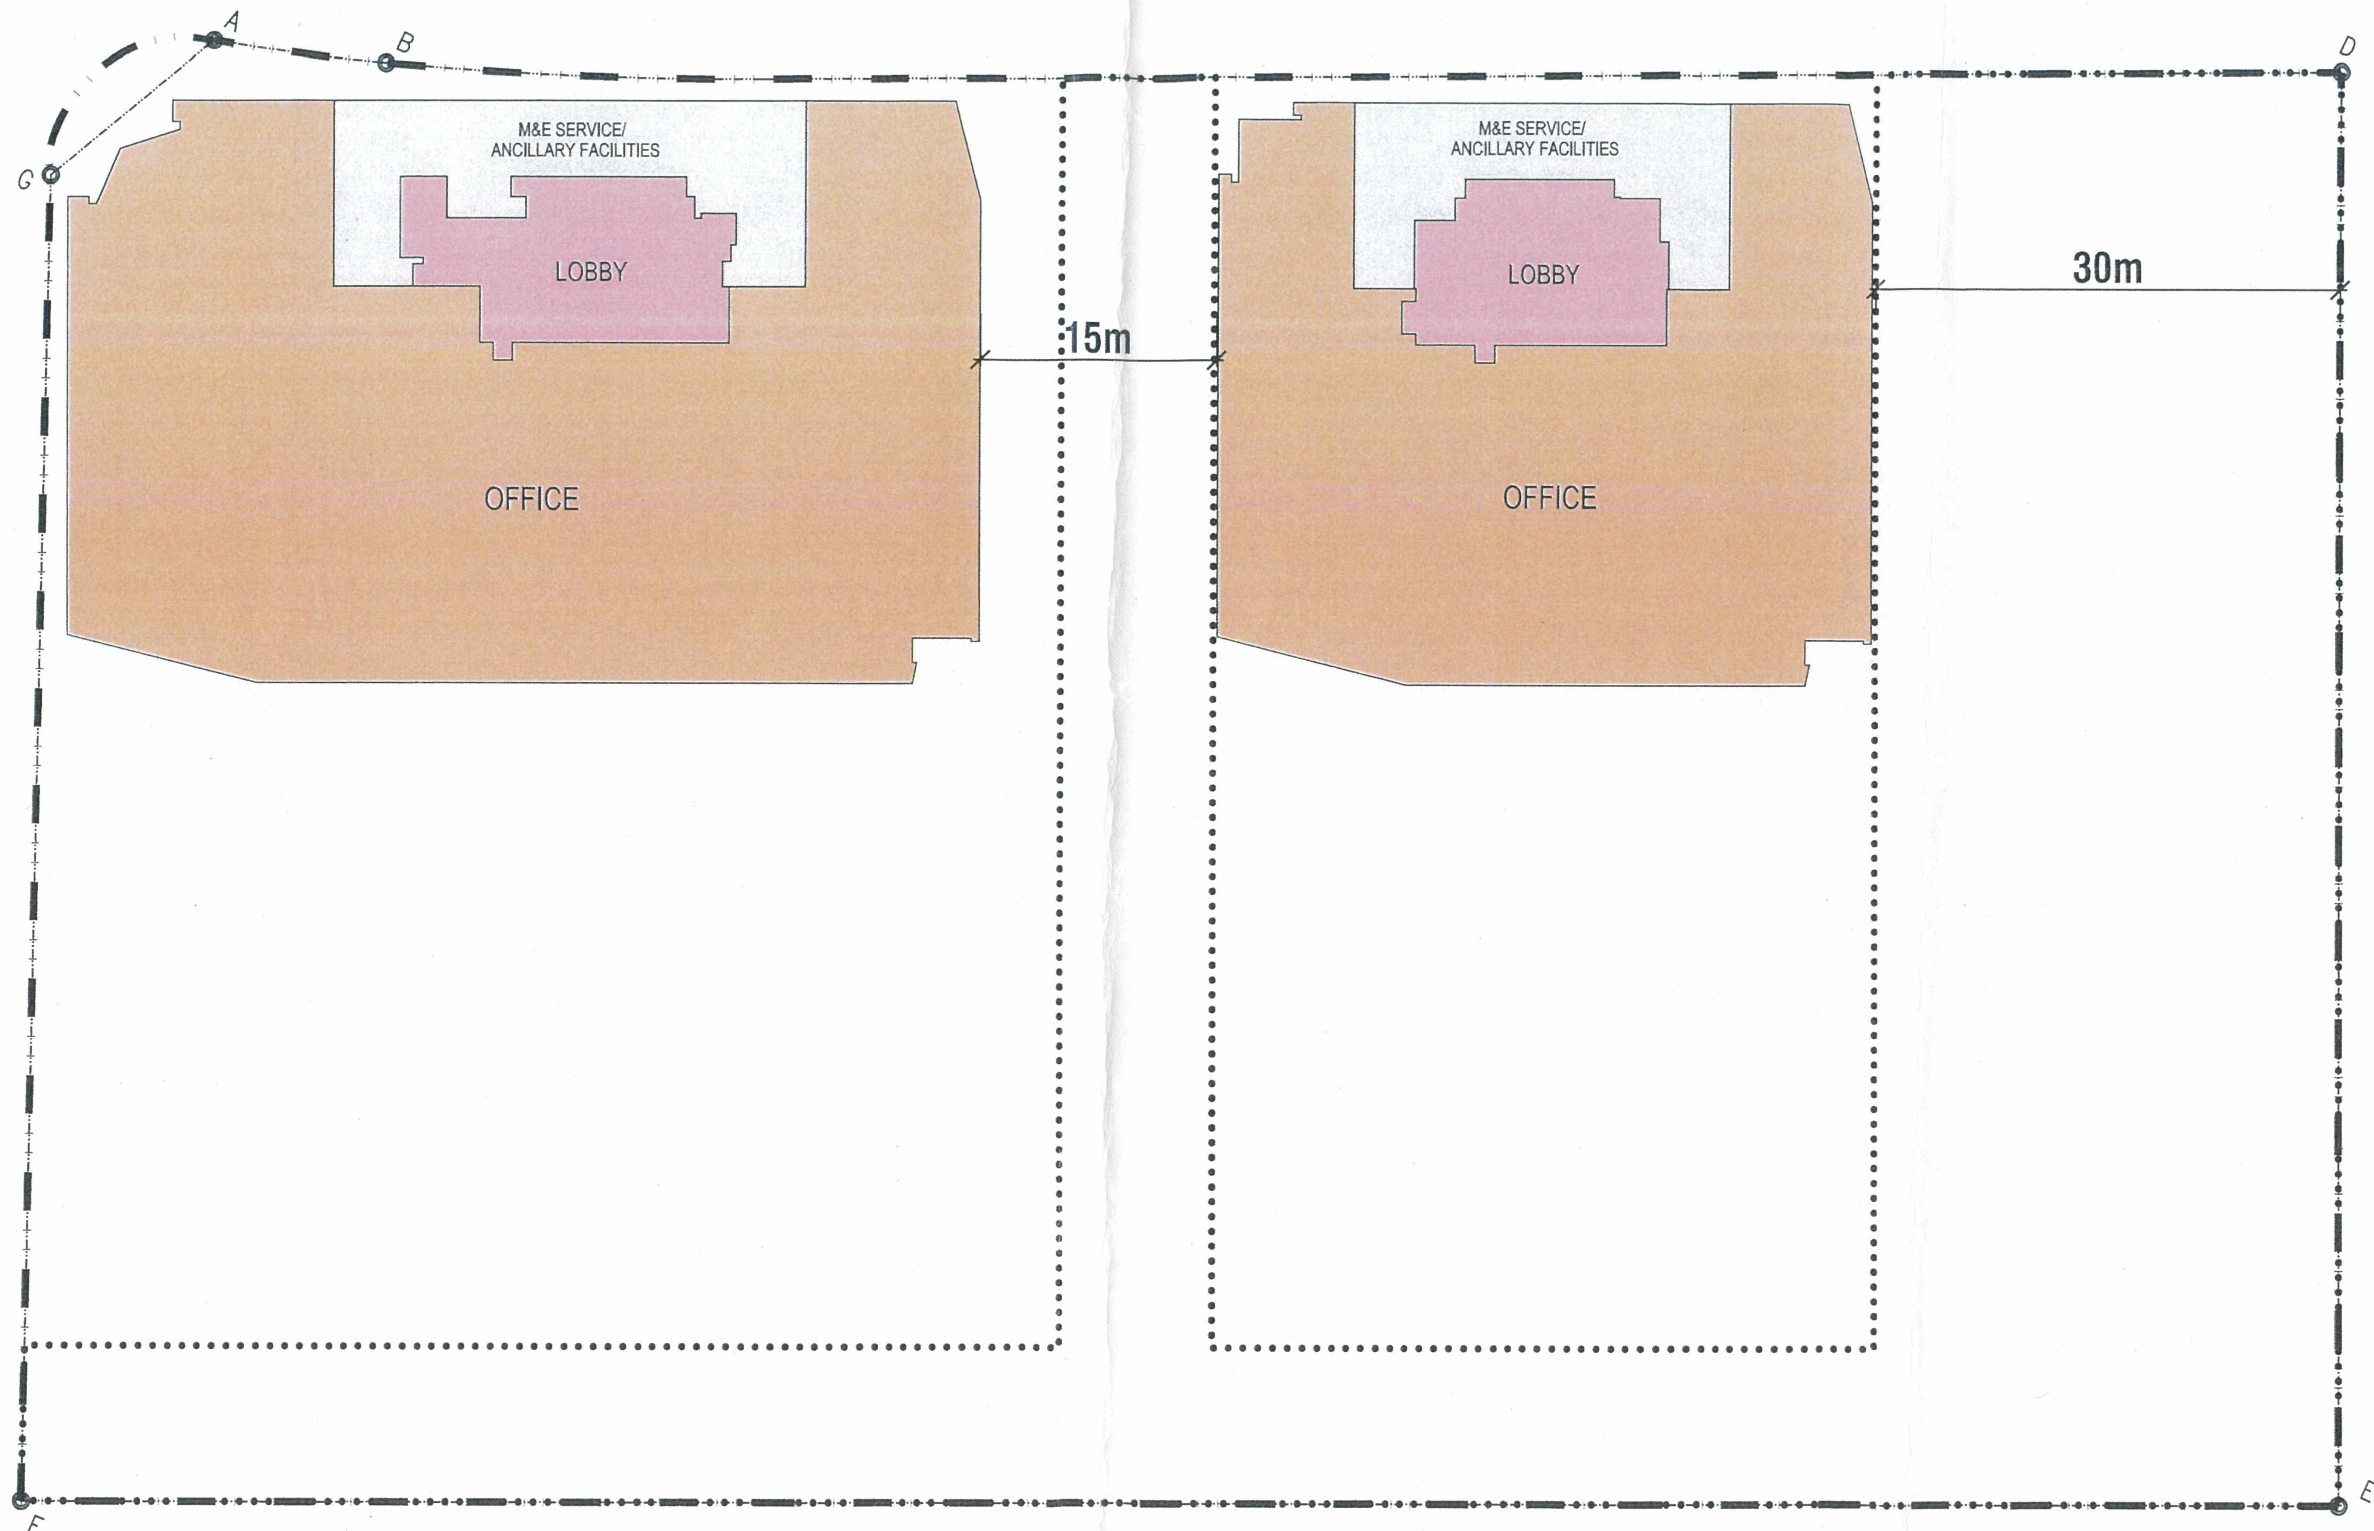 A
B
D
G
M&E SERVICE/
ANCILLARY FACILITIES
M&E SERVICE/
ANCILLARY FACILITIES
LOBBY
LOBBY
30m
15m
OFFICE
OFFICE
E
F